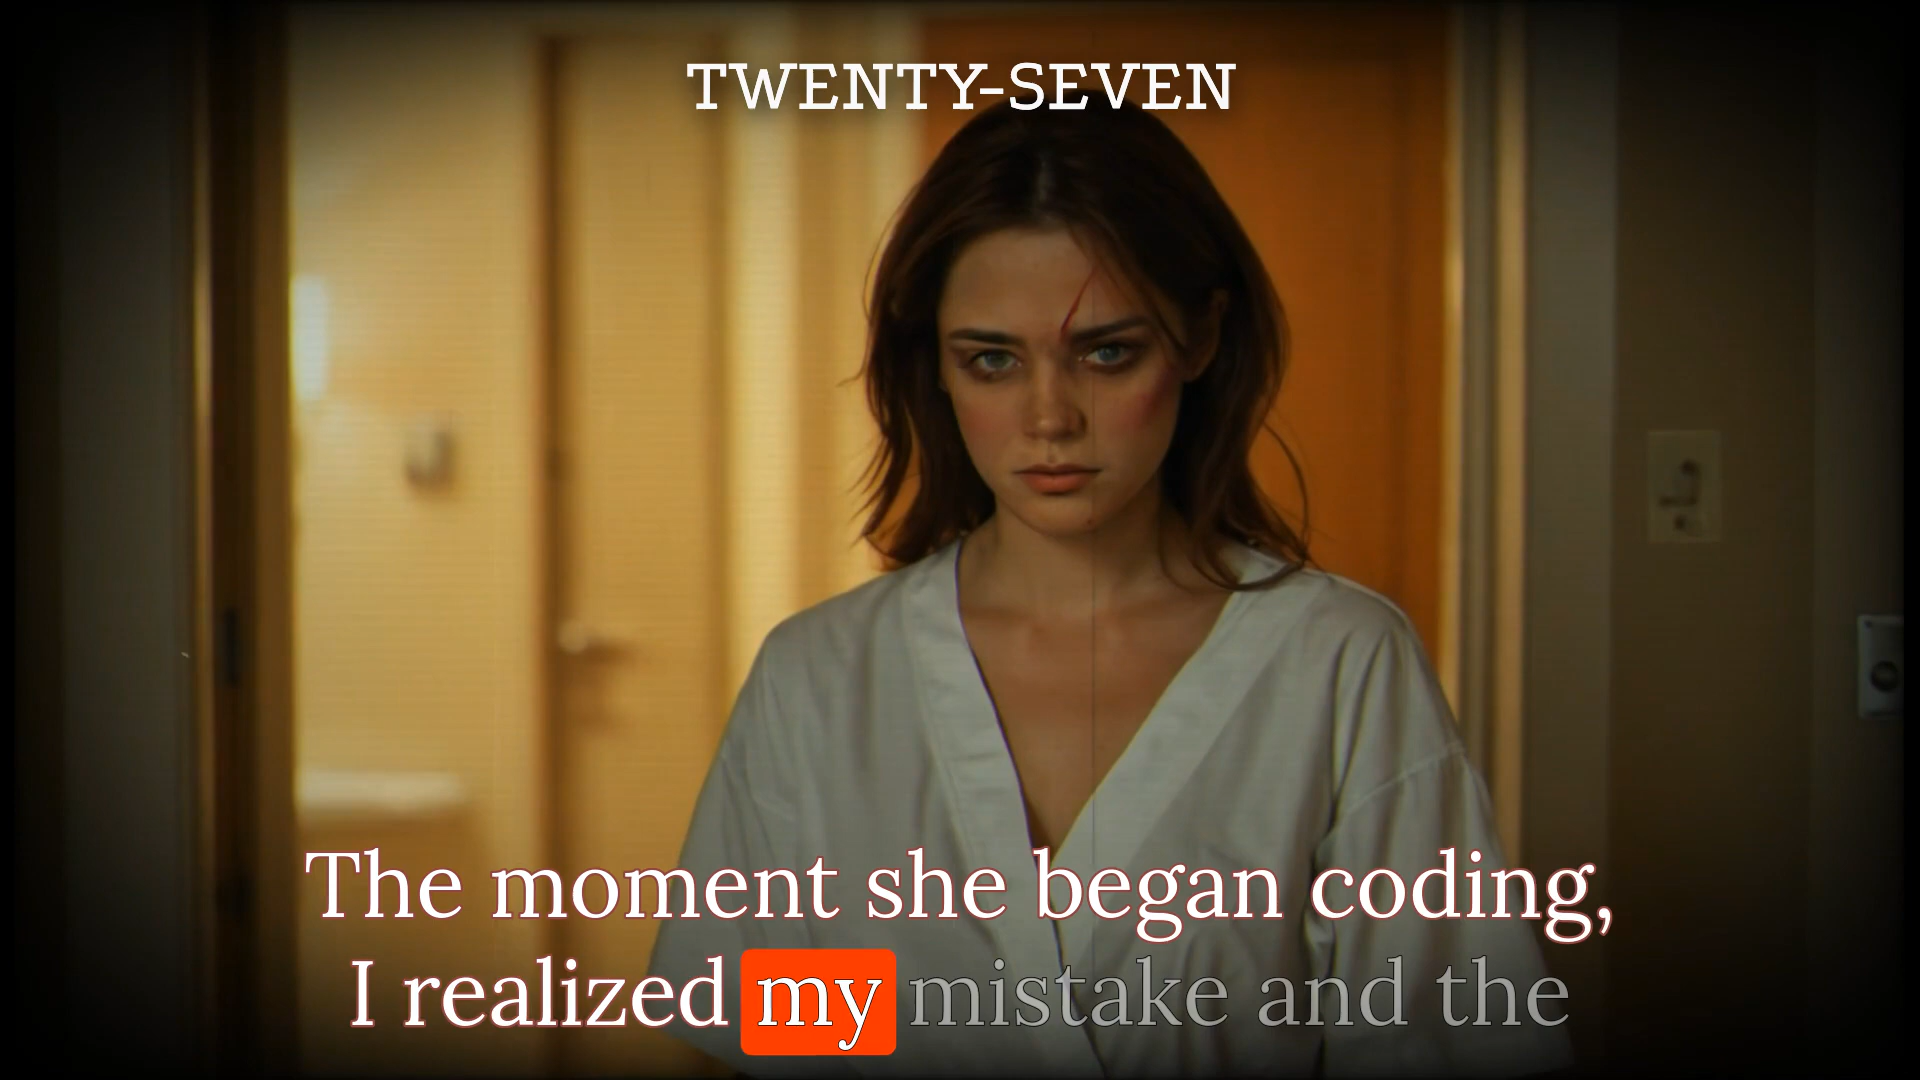 TWENTY-SEVEN
The moment she began coding,
I realized my mistake and the